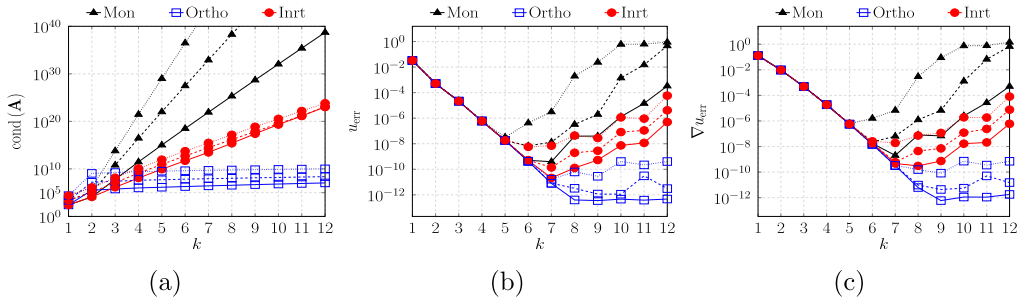 Mon Ortho Inrt
10^40
10^30
10^20
10^10
10^5
10^0
cond(A)
1 2 3 4 5 6 7 8 9 10 11 12
k
(a)
Mon Ortho Inrt
10^0
10^−2
10^−4
10^−6
10^−8
10^−10
10^−12
u_err
1 2 3 4 5 6 7 8 9 10 11 12
k
(b)
Mon Ortho Inrt
10^0
10^−2
10^−4
10^−6
10^−8
10^−10
10^−12
∇u_err
1 2 3 4 5 6 7 8 9 10 11 12
k
(c)